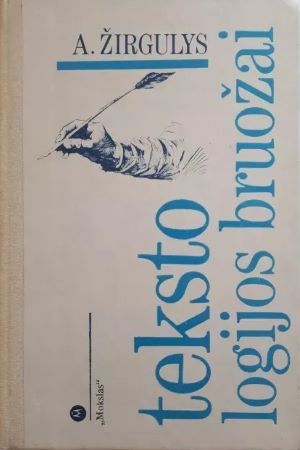 A. ŽIRGULYS
teksto
logijos bruožai
M
„Mokslas“